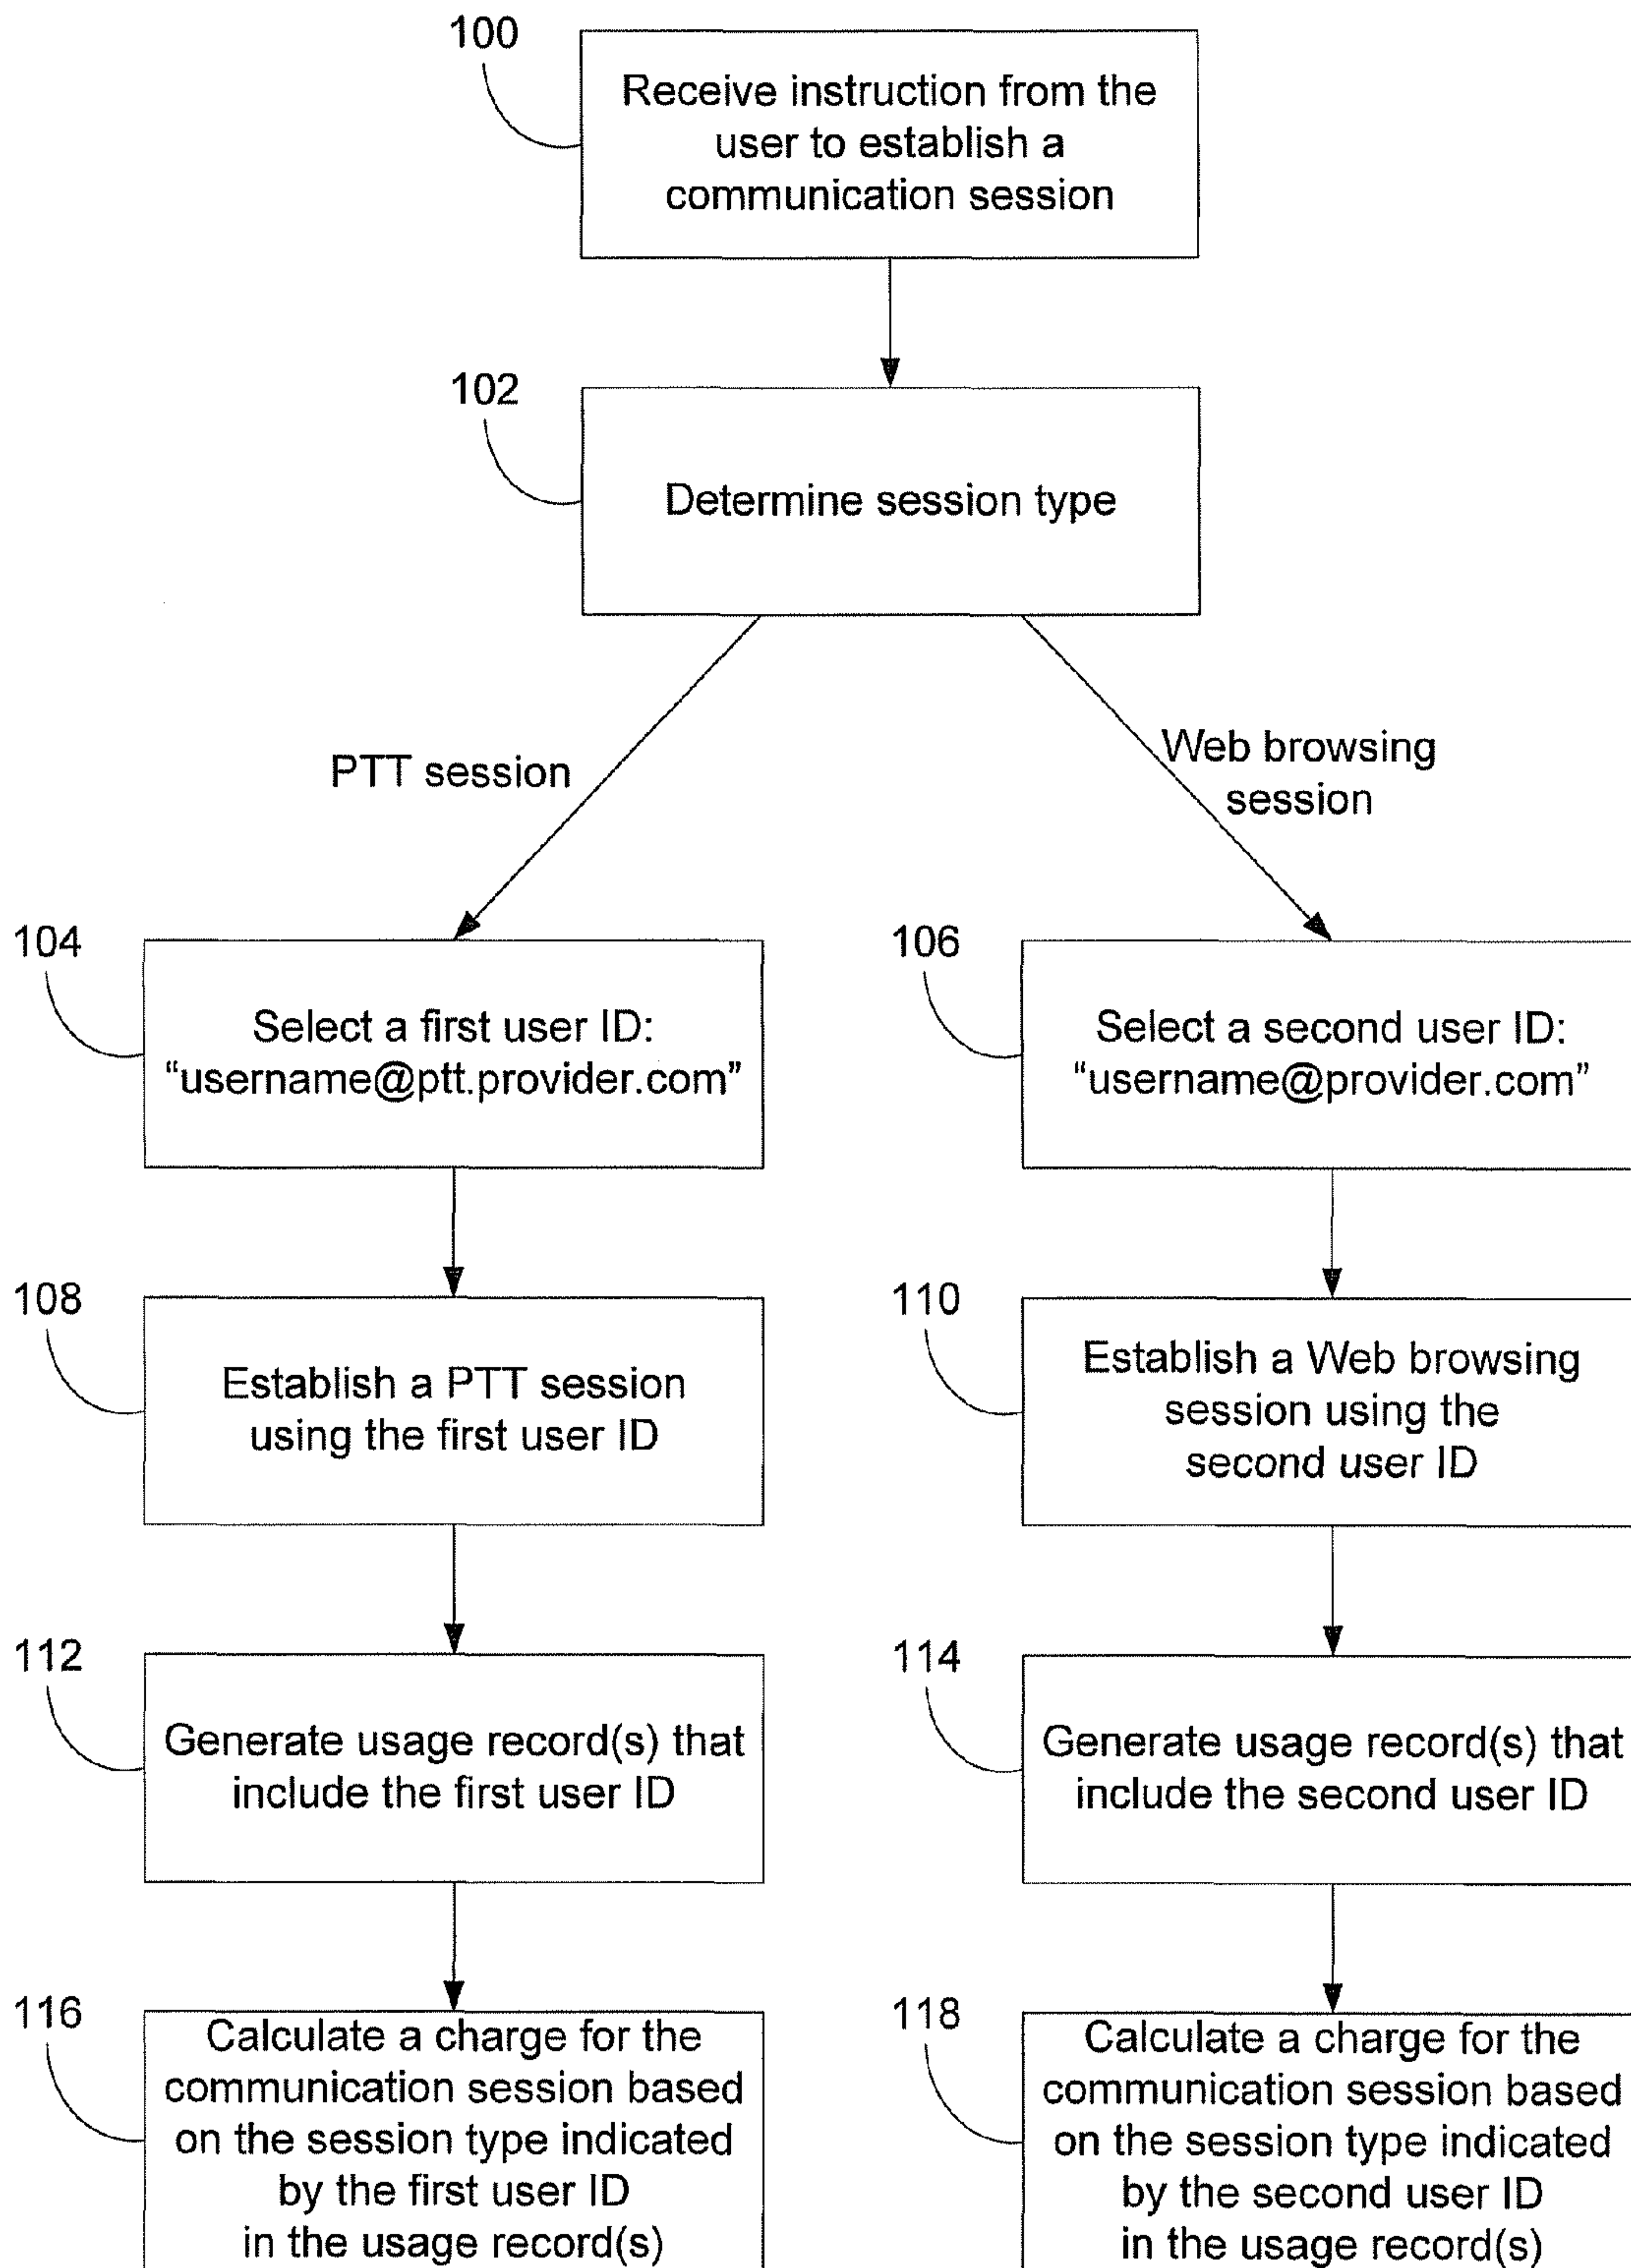 100
Receive instruction from the
user to establish a
communication session
102
Determine session type
PTT session
Web browsing
session
104
Select a first user ID:
“username@ptt.provider.com”
106
Select a second user ID:
“username@provider.com”
108
Establish a PTT session
using the first user ID
110
Establish a Web browsing
session using the
second user ID
112
Generate usage record(s) that
include the first user ID
114
Generate usage record(s) that
include the second user ID
116
Calculate a charge for the
communication session based
on the session type indicated
by the first user ID
in the usage record(s)
118
Calculate a charge for the
communication session based
on the session type indicated
by the second user ID
in the usage record(s)